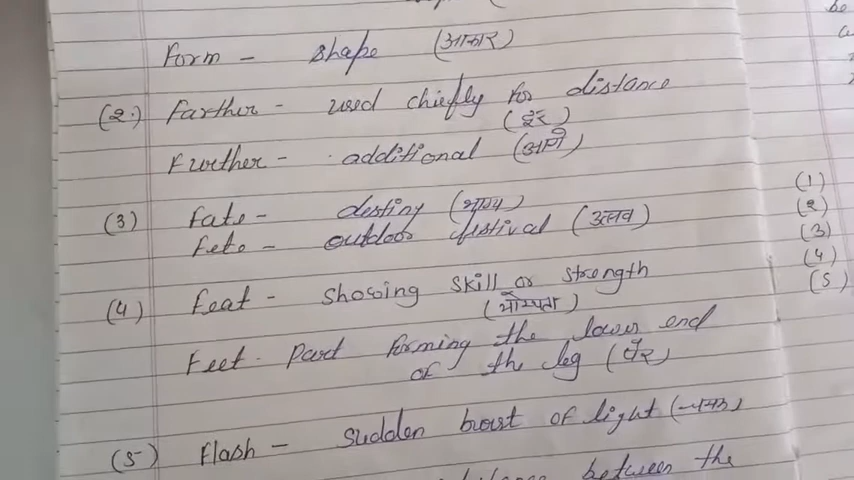 Form - shape (आकार)
(2.) Farther - used chiefly for distance
(दूर)
Further - additional (आगे)
(3) Fate - destiny (भाग्य)
Fete - outdoor festival (उत्सव)
(4) Feat - showing skill or strength
(योग्यता)
Feet - Part forming the lower end
of the leg (पैर)
(5) Flash - sudden burst of light (चमक)
between the
be
(1)
(2)
(3)
(4)
(5)